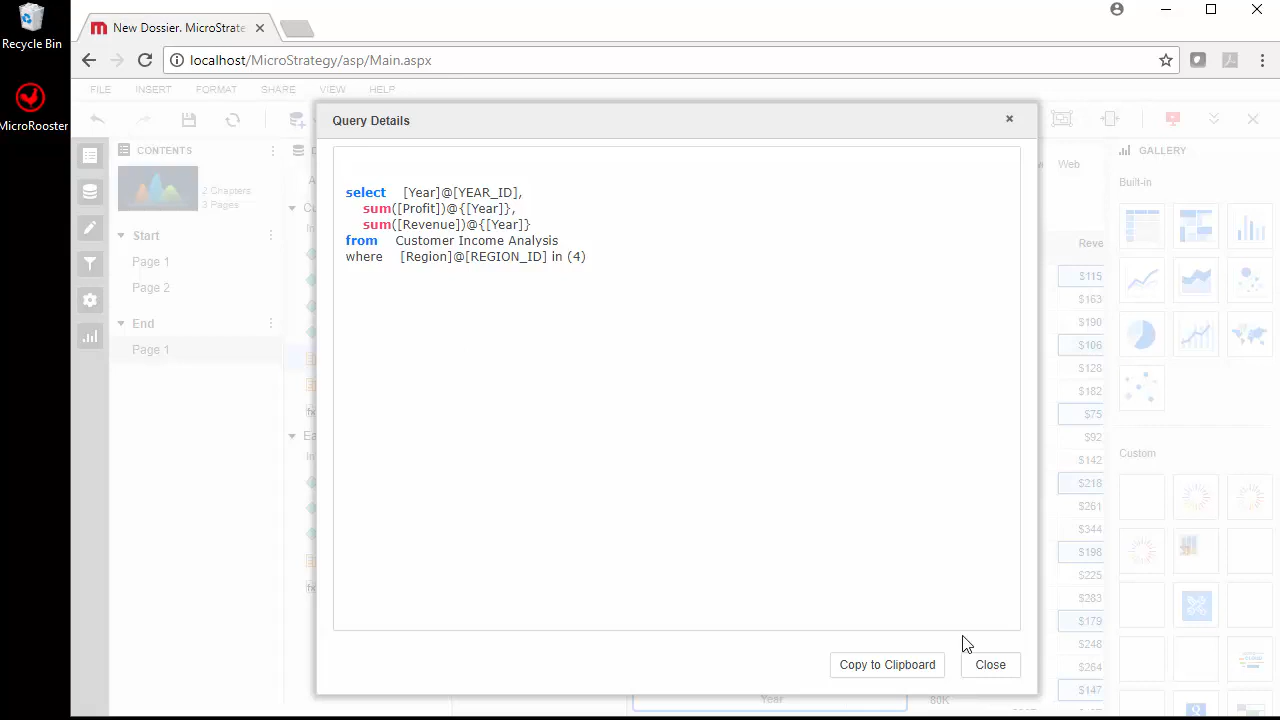 Recycle Bin
MicroRooster
New Dossier. MicroStrate
localhost/MicroStrategy/asp/Main.aspx
FILE INSERT FORMAT SHARE VIEW HELP
CONTENTS
2 Chapters
3 Pages
Start
Page 1
Page 2
End
Page 1
Query Details
select [Year]@[YEAR_ID],
sum([Profit])@{[Year]},
sum([Revenue])@{[Year]}
from Customer Income Analysis
where [Region]@[REGION_ID] in (4)
Copy to Clipboard
Close
Year
80K
Web
Reve
$115
$163
$190
$106
$128
$182
$75
$92
$142
$218
$261
$344
$198
$225
$283
$179
$248
$264
$147
GALLERY
Built-in
Custom